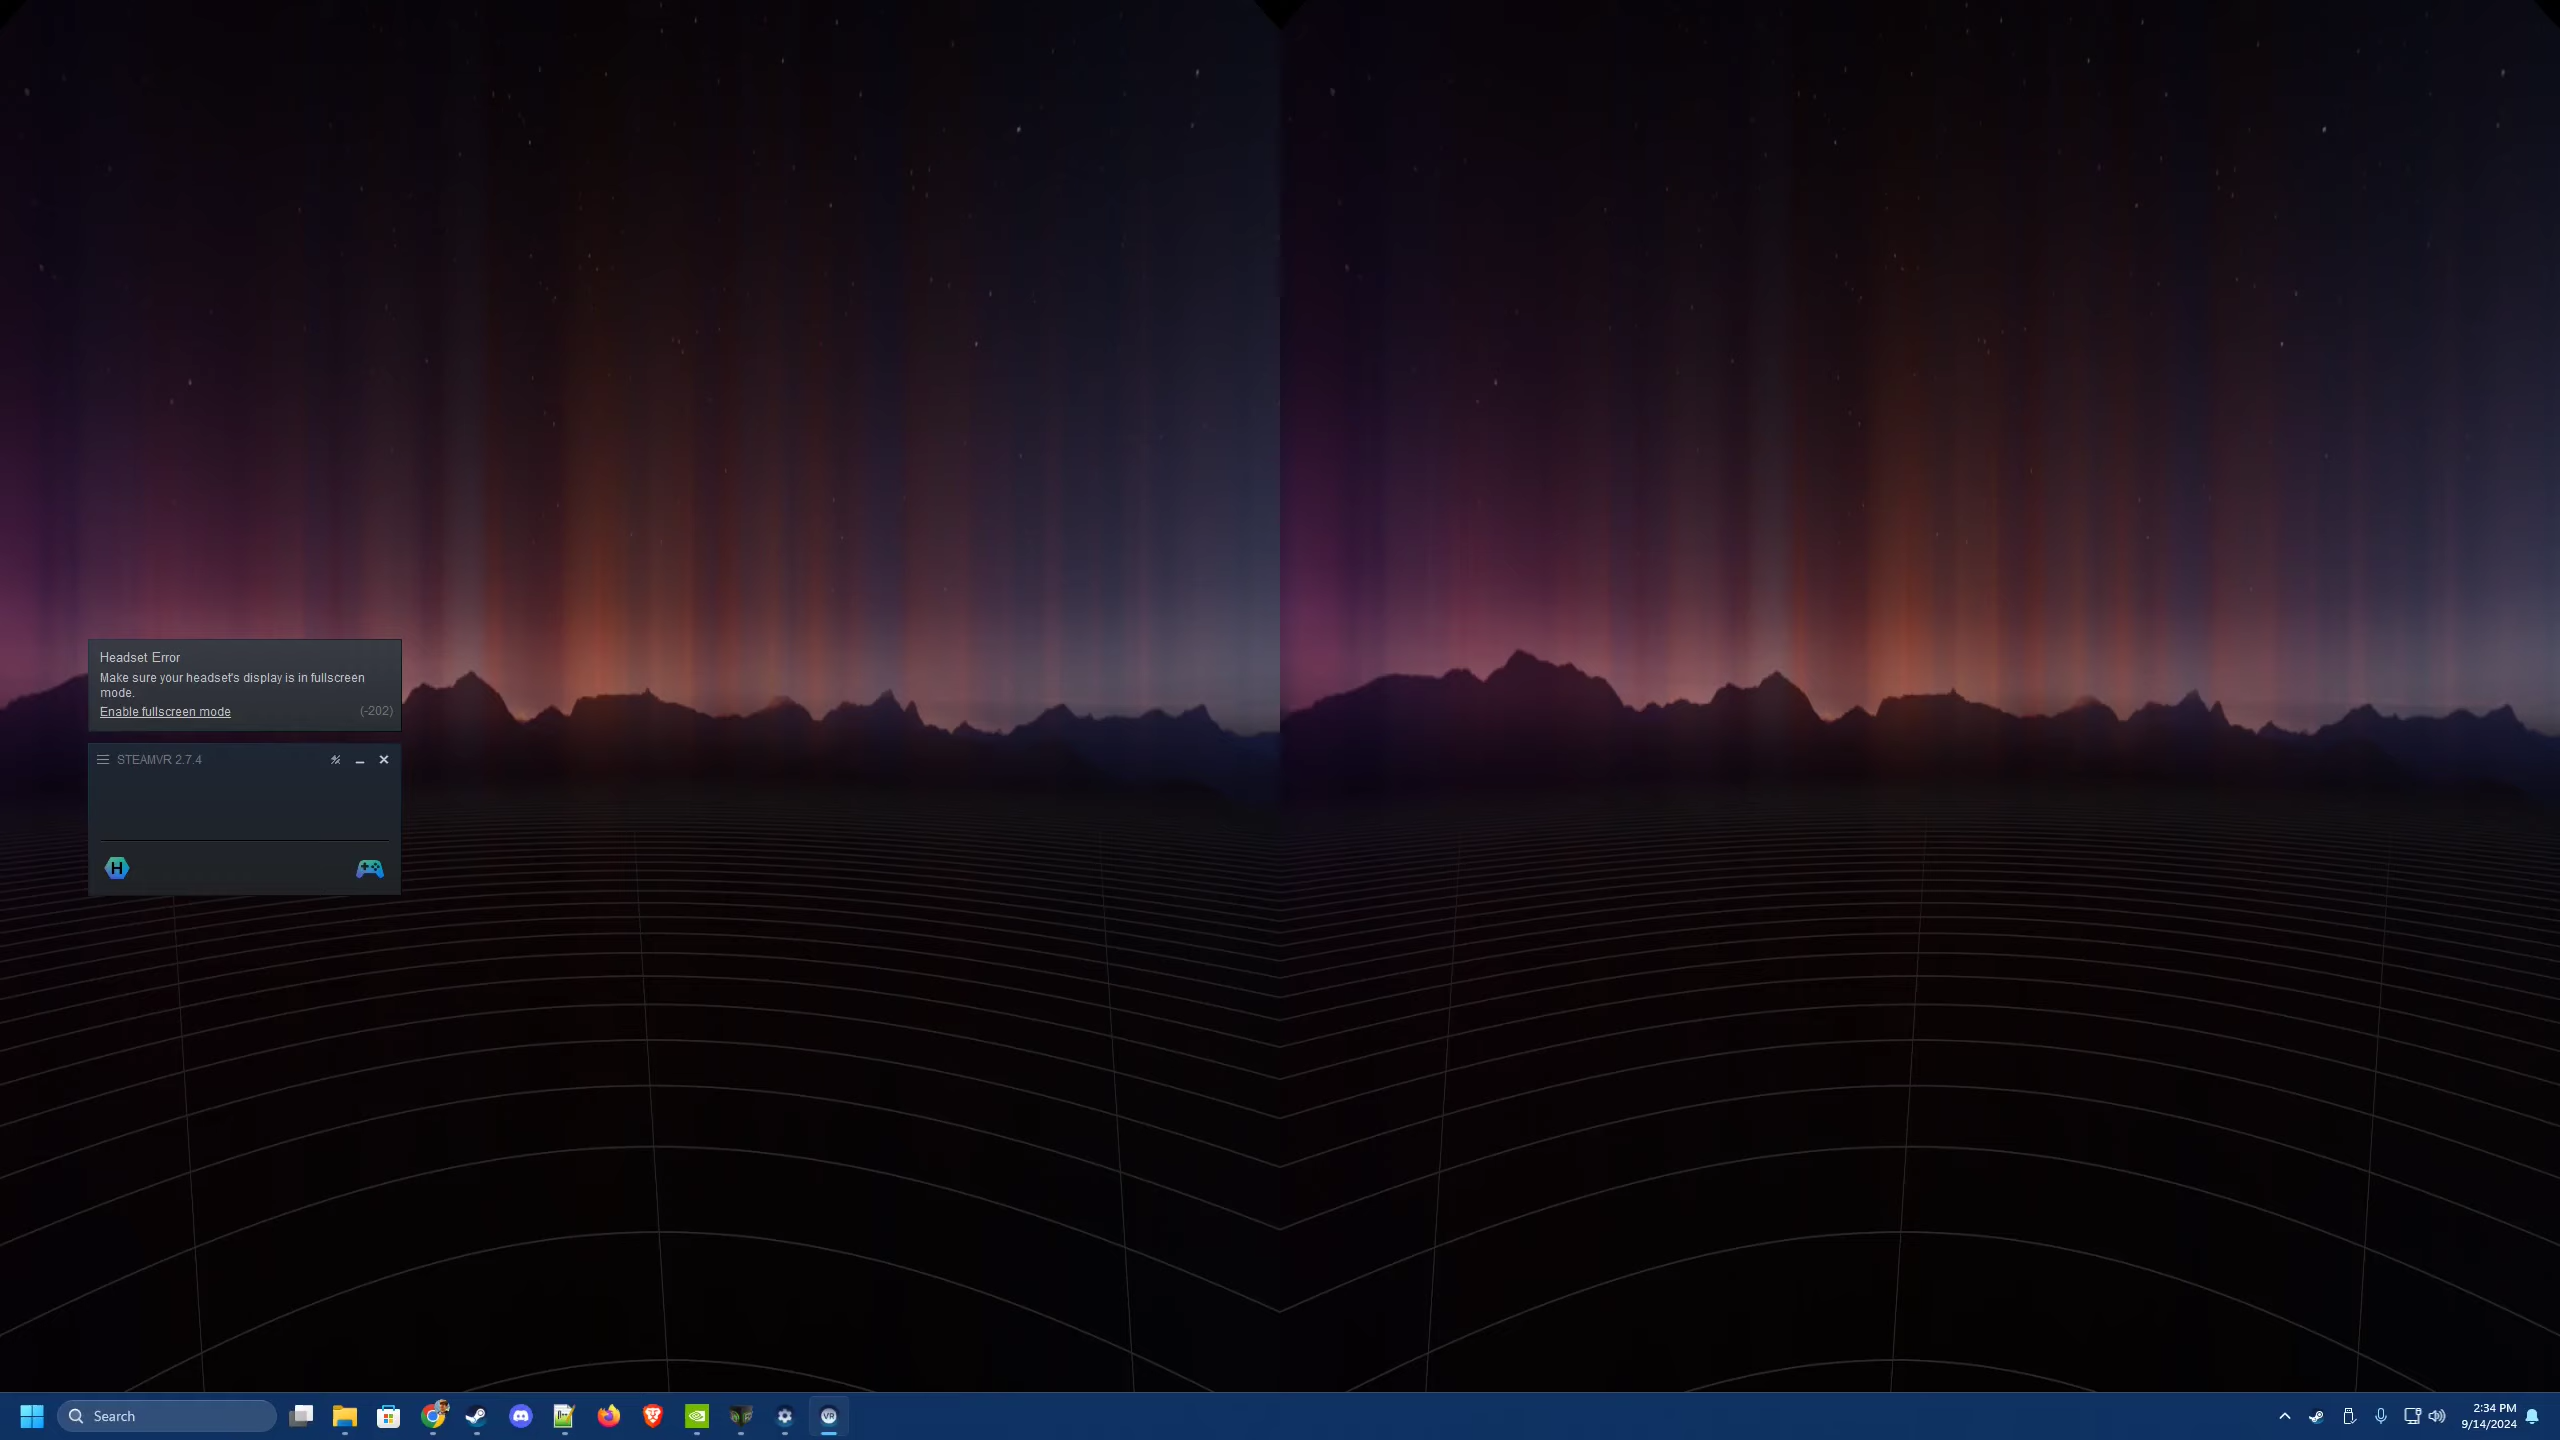 Headset Error
Make sure your headset's display is in fullscreen
mode.
Enable fullscreen mode (-202)
STEAMVR 2.7.4
H
Search
VR
2:34 PM
9/14/2024